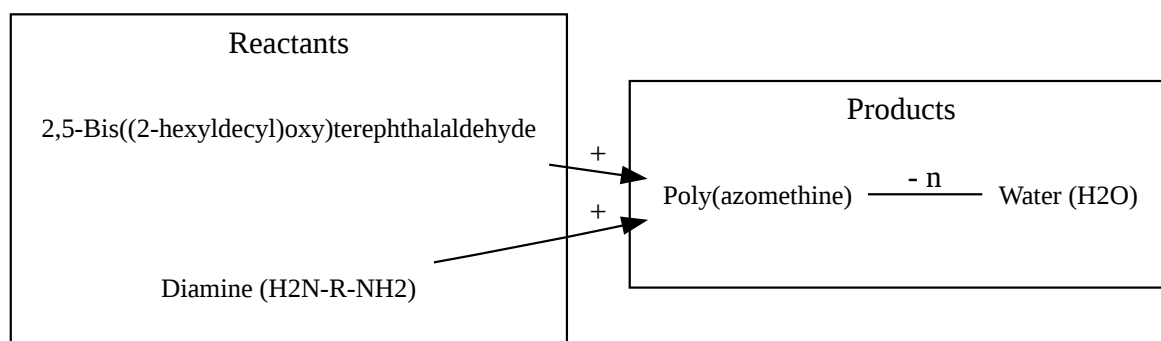 Reactants
2,5-Bis((2-hexyldecyl)oxy)terephthalaldehyde
Diamine (H2N-R-NH2)
+
+
Products
Poly(azomethine)
- n
Water (H2O)